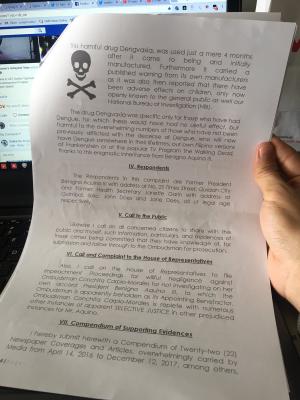 This harmful drug Dengvaxia, was used just a mere 4 months
after it came to being and initially
manufactured. Furthermore it carried a
published warning from its own manufacturers
as it was also then reported that there have
been adverse effects on children, only now
openly known to the general public as well our
National Bureau of Investigation (NBI).
This drug Dengvaxia was specific only for those who have had
Dengue, for which these would have had no useful effect, but
harmful to the overwhelming numbers of those who have not been
previously afflicted with the decease of Dengue, who will now
have Dengue somewhere in their lifetimes, our own Filipino versions
of Frankenstein or at the popular TV Program the Walking Dead,
thanks to this enigmatic inheritance from Benigno Aquino III.
IV. Respondents
The Respondents in this complaint are Former President
Benigno Aquino III with address at No. 25 Times Street, Quezon City
and Former Health Secretary Janette Garin with address at
Guimbal, Iloilo; John Does and Jane Does, all of legal age
respectively.
V. Call to the Public
Likewise I call on all concerned citizens to share with this
public and myself, such information, particulars, and evidences of
those crimes being committed that they have knowledge of, for
submission and follow through to the Ombudsman for prosecution.
VI. Call and Complaint to the House of Representatives
Also, I call on the House of Representatives to file
impeachment proceedings for willful Negligence against
Ombudsman Conchita Carpio-Morales for not investigating on her
own accord President Benigno Aquino III, to which the
Ombudsman is apparently beholden as its Appointing Benefactor.
Ombudsman Conchita Carpio-Morales is replete with numerous
other instances of apparent SELECTIVE JUSTICE in other prejudiced
instances for Mr. Aquino.
VII. Compendium of Supporting Evidences
I hereby submit herewith a Compendium of Twenty-two (23)
Newspaper Coverages and Articles, overwhelmingly carried by
Media from April 14, 2016 to December 12, 2017, among others,